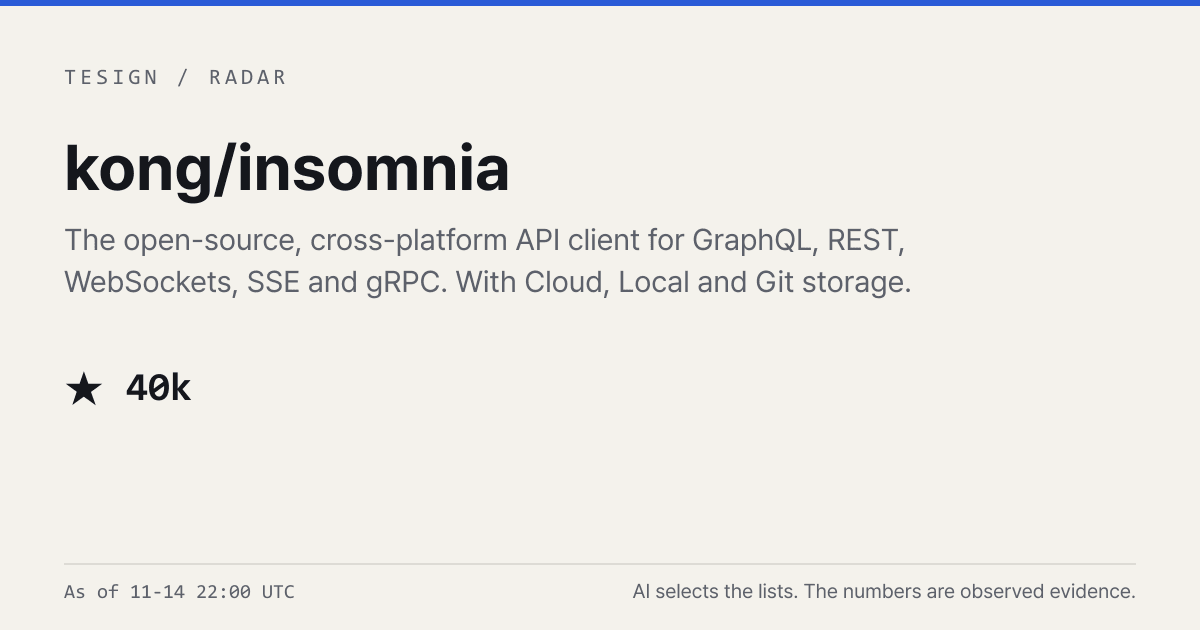 TESIGN / RADAR
kong/insomnia
The open-source, cross-platform API client for GraphQL, REST,
WebSockets, SSE and gRPC. With Cloud, Local and Git storage.
★ 40k
As of 11-14 22:00 UTC
AI selects the lists. The numbers are observed evidence.